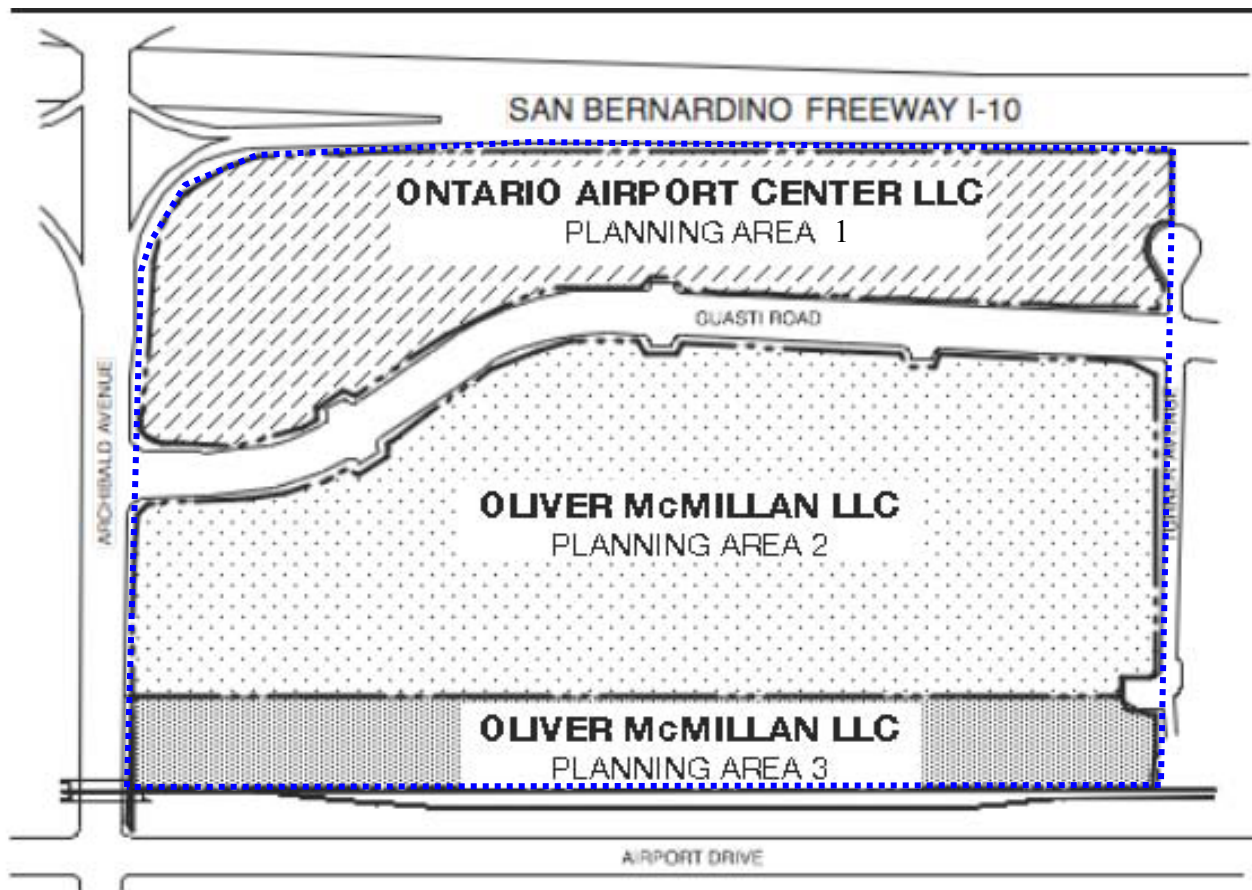 SAN BERNARDINO FREEWAY I-10
ONTARIO AIRPORT CENTER LLC
PLANNING AREA 1
GUASTI ROAD
ARCHIBALD AVENUE
OLIVER McMILLAN LLC
PLANNING AREA 2
OLIVER McMILLAN LLC
PLANNING AREA 3
AIRPORT DRIVE